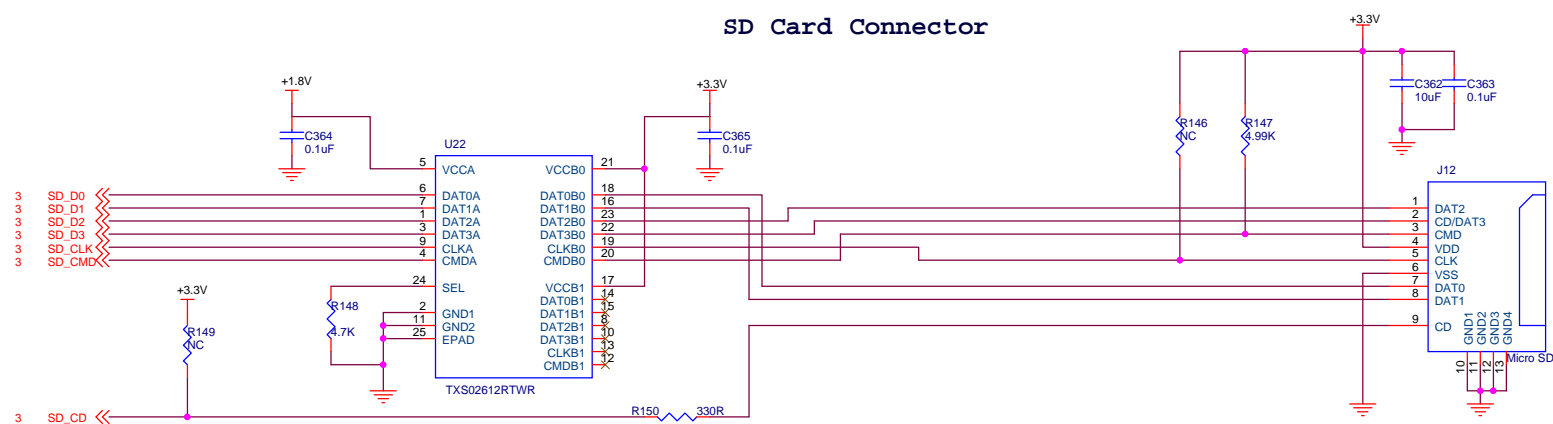 SD Card Connector
+3.3V
+1.8V
+3.3V
C362
10uF
C363
0.1uF
R146
NC
R147
4.99K
C364
0.1uF
C365
0.1uF
U22
J12
5 VCCA
VCCB0 21
3 SD_D0
6 DAT0A
DAT0B0 18
3 SD_D1
7 DAT1A
DAT1B0 16
3 SD_D2
1 DAT2A
DAT2B0 23
3 SD_D3
3 DAT3A
DAT3B0 22
3 SD_CLK
9 CLKA
CLKB0 19
3 SD_CMD
4 CMDA
CMDB0 20
1 DAT2
2 CD/DAT3
3 CMD
4 VDD
5 CLK
6 VSS
7 DAT0
8 DAT1
9 CD
GND1
GND2
GND3
GND4
10
11
12
13
Micro SD
24 SEL
VCCB1 17
DAT0B1 14
2 GND1
DAT1B1 15
11 GND2
DAT2B1 8
25 EPAD
DAT3B1 10
CLKB1 13
CMDB1 12
TXS02612RTWR
+3.3V
R148
4.7K
R149
NC
3 SD_CD
R150
330R